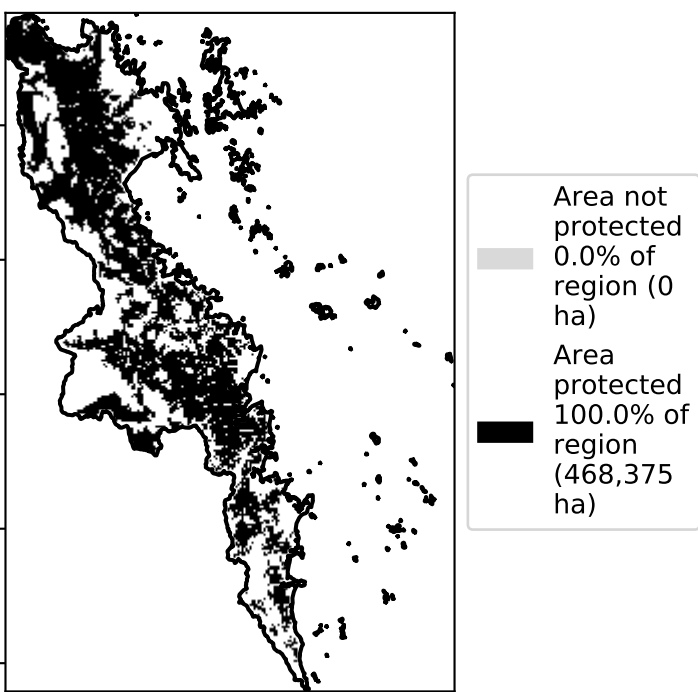 Area not
protected
0.0% of
region (0
ha)
Area
protected
100.0% of
region
(468,375
ha)